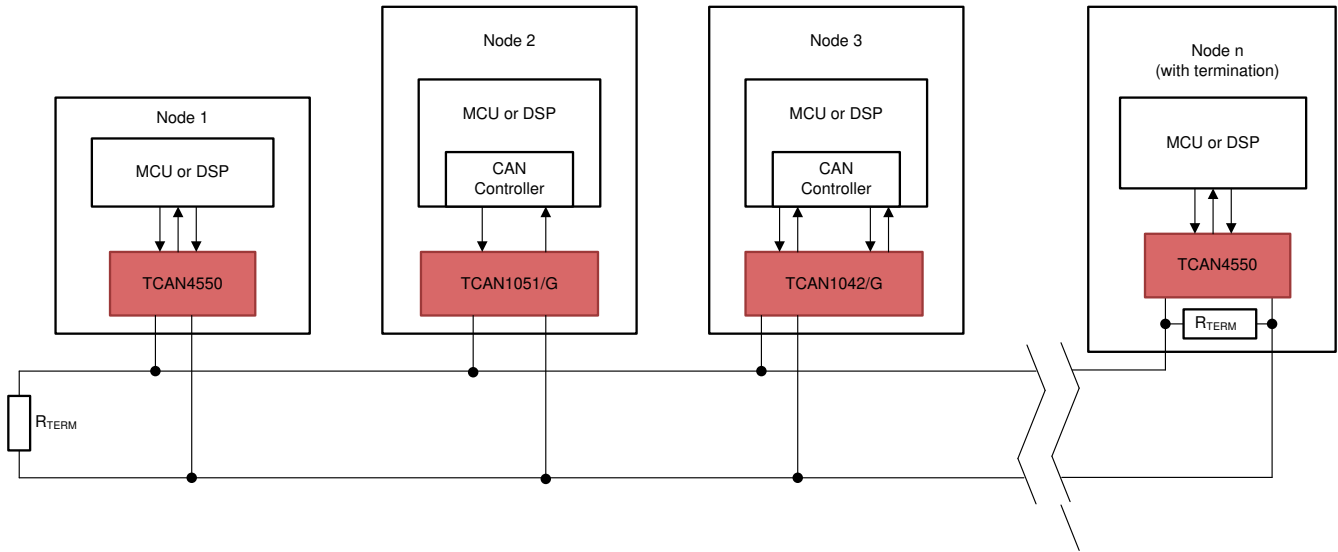 Node 1
MCU or DSP
TCAN4550
Node 2
MCU or DSP
CAN
Controller
TCAN1051/G
Node 3
MCU or DSP
CAN
Controller
TCAN1042/G
Node n
(with termination)
MCU or DSP
TCAN4550
RTERM
RTERM